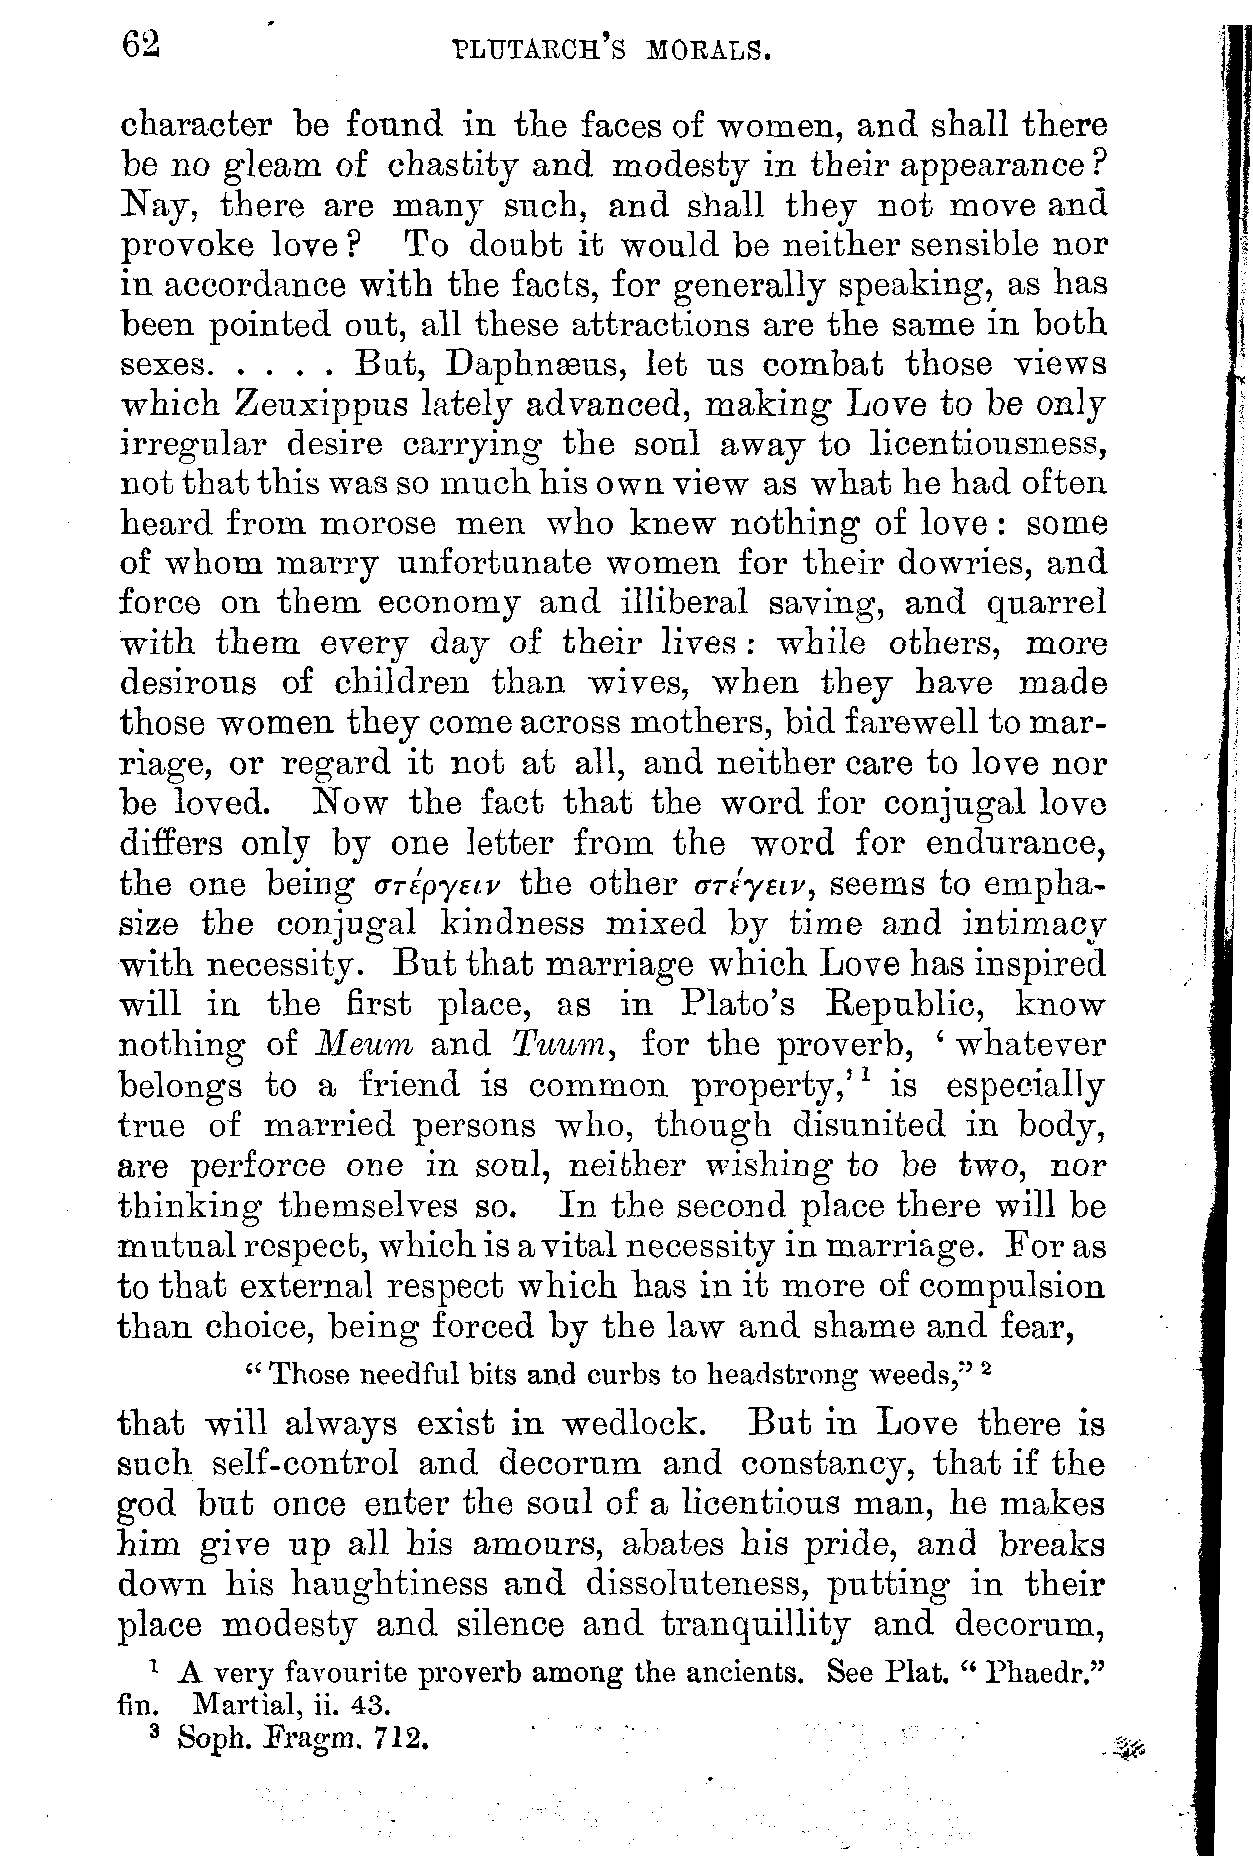 62 PLUTARCH'S MORALS.
character be found in the faces of women, and shall there
be no gleam of chastity and modesty in their appearance?
Nay, there are many such, and shall they not move and
provoke love? To doubt it would be neither sensible nor
in accordance with the facts, for generally speaking, as has
been pointed out, all these attractions are the same in both
sexes. . . . . But, Daphnæus, let us combat those views
which Zeuxippus lately advanced, making Love to be only
irregular desire carrying the soul away to licentiousness,
not that this was so much his own view as what he had often
heard from morose men who knew nothing of love: some
of whom marry unfortunate women for their dowries, and
force on them economy and illiberal saving, and quarrel
with them every day of their lives: while others, more
desirous of children than wives, when they have made
those women they come across mothers, bid farewell to mar-
riage, or regard it not at all, and neither care to love nor
be loved. Now the fact that the word for conjugal love
differs only by one letter from the word for endurance,
the one being στέργειν the other στέγειν, seems to empha-
size the conjugal kindness mixed by time and intimacy
with necessity. But that marriage which Love has inspired
will in the first place, as in Plato's Republic, know
nothing of Meum and Tuum, for the proverb, ‘whatever
belongs to a friend is common property,’¹ is especially
true of married persons who, though disunited in body,
are perforce one in soul, neither wishing to be two, nor
thinking themselves so. In the second place there will be
mutual respect, which is a vital necessity in marriage. For as
to that external respect which has in it more of compulsion
than choice, being forced by the law and shame and fear,
“Those needful bits and curbs to headstrong weeds,”²
that will always exist in wedlock. But in Love there is
such self-control and decorum and constancy, that if the
god but once enter the soul of a licentious man, he makes
him give up all his amours, abates his pride, and breaks
down his haughtiness and dissoluteness, putting in their
place modesty and silence and tranquillity and decorum,
¹ A very favourite proverb among the ancients. See Plat. “Phaedr.”
fin. Martial, ii. 43.
³ Soph. Fragm. 712.